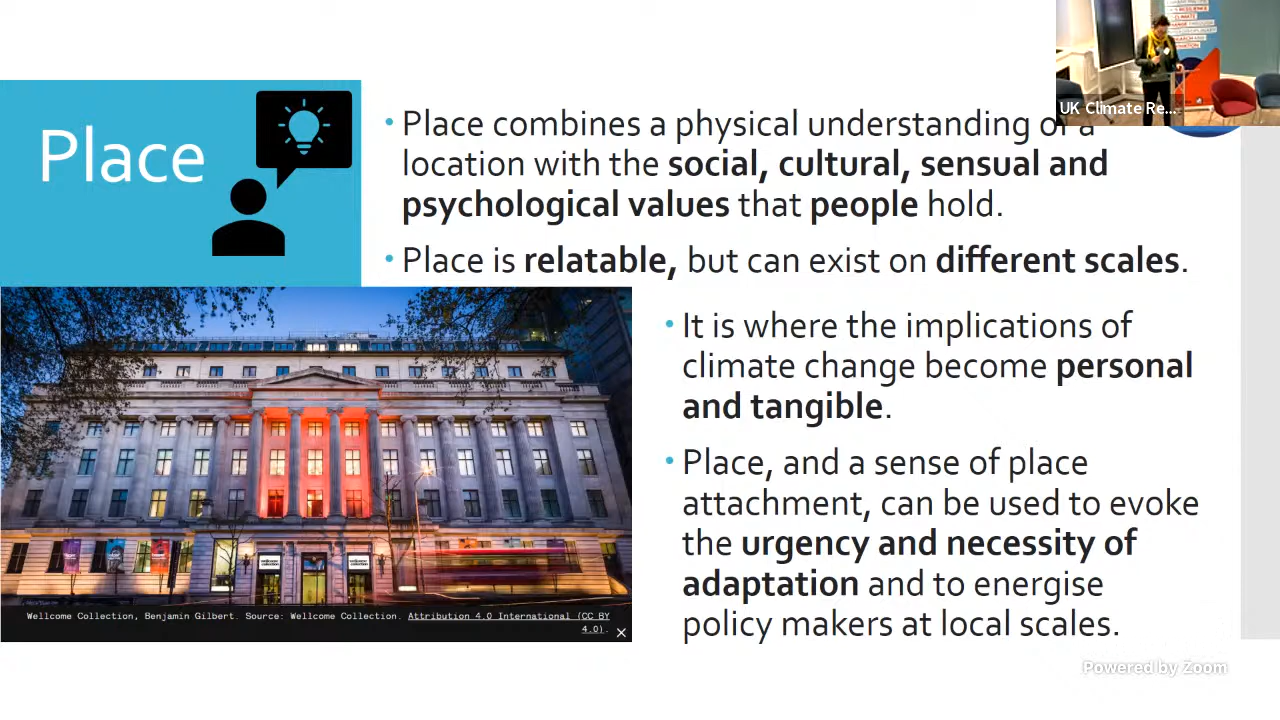 Place
• Place combines a physical understanding of a
location with the social, cultural, sensual and
psychological values that people hold.
• Place is relatable, but can exist on different scales.
• It is where the implications of
climate change become personal
and tangible.
• Place, and a sense of place
attachment, can be used to evoke
the urgency and necessity of
adaptation and to energise
policy makers at local scales.
Wellcome Collection, Benjamin Gilbert. Source: Wellcome Collection. Attribution 4.0 International (CC BY
4.0).
UK Climate Re...
Powered by Zoom